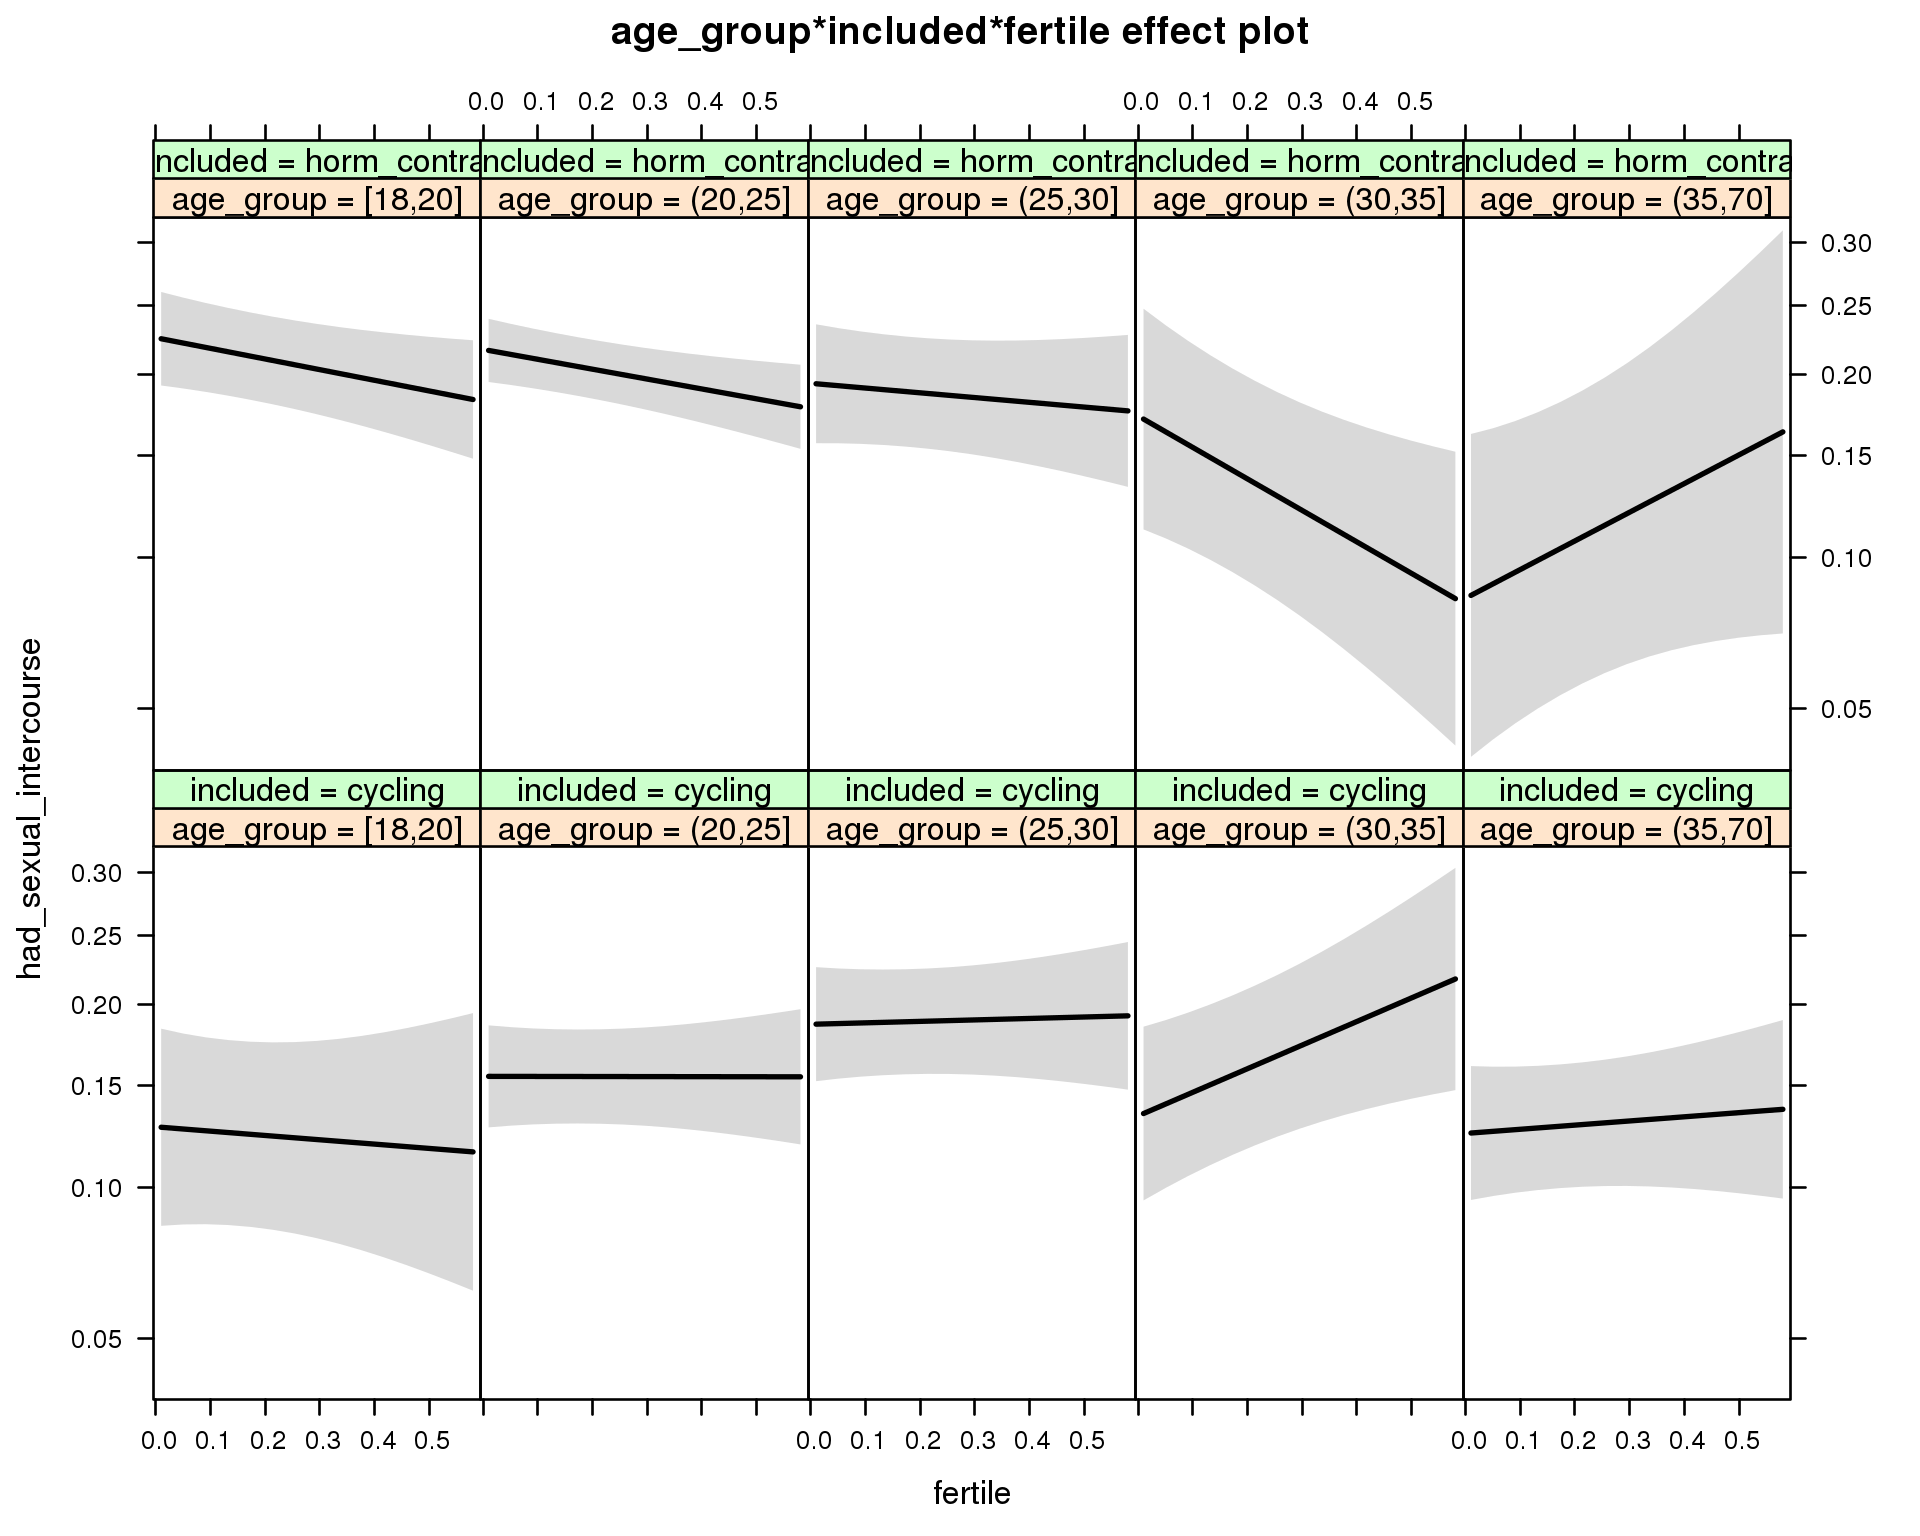 age_group*included*fertile effect plot
0.0 0.1 0.2 0.3 0.4 0.5 0.0 0.1 0.2 0.3 0.4 0.5
ncluded = horm_contra ncluded = horm_contra ncluded = horm_contra ncluded = horm_contra ncluded = horm_contra
age_group = [18,20] age_group = (20,25] age_group = (25,30] age_group = (30,35] age_group = (35,70]
0.30
0.25
0.20
0.15
0.10
0.05
had_sexual_intercourse
included = cycling included = cycling included = cycling included = cycling included = cycling
age_group = [18,20] age_group = (20,25] age_group = (25,30] age_group = (30,35] age_group = (35,70]
0.30
0.25
0.20
0.15
0.10
0.05
0.0 0.1 0.2 0.3 0.4 0.5 0.0 0.1 0.2 0.3 0.4 0.5 0.0 0.1 0.2 0.3 0.4 0.5
fertile